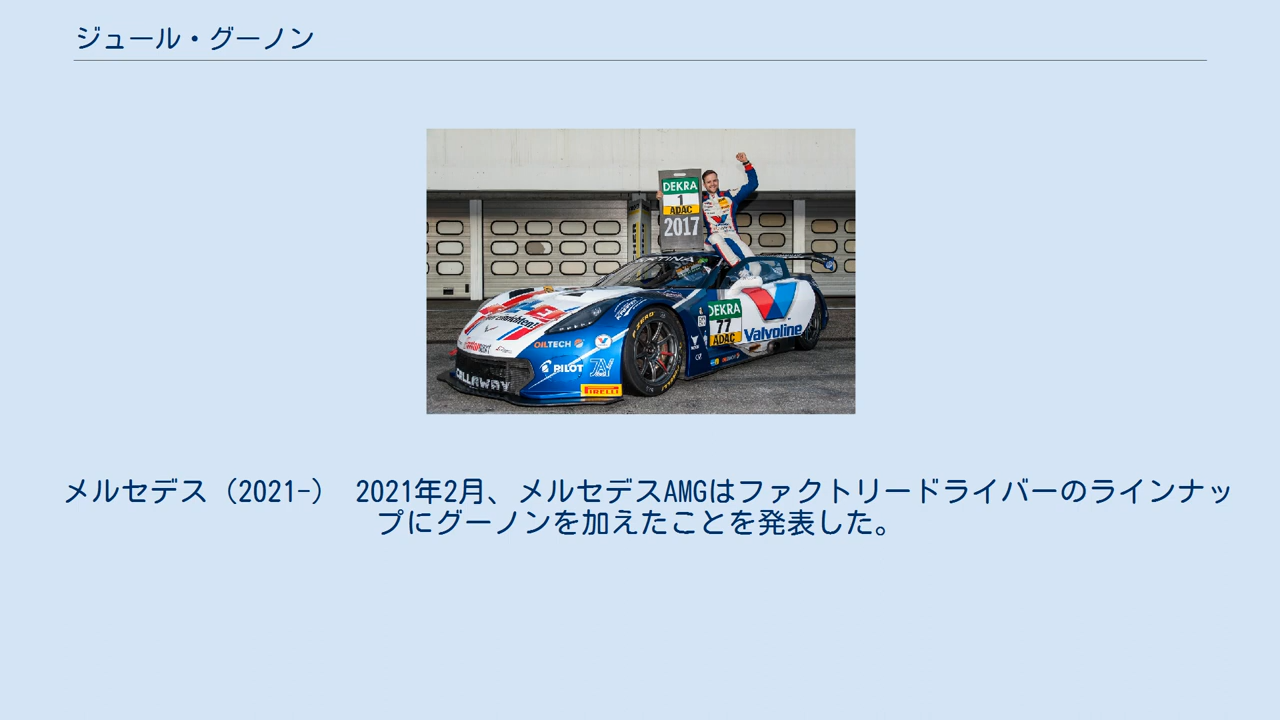 ジュール・グーノン
DEKRA
1
ADAC
2017
DEKRA
77
ADAC
Valvoline
P ZERO
OILTECH
PILOT
CALLAWAY
PIRELLI
メルセデス（2021-） 2021年2月、メルセデスAMGはファクトリードライバーのラインナッ
プにグーノンを加えたことを発表した。